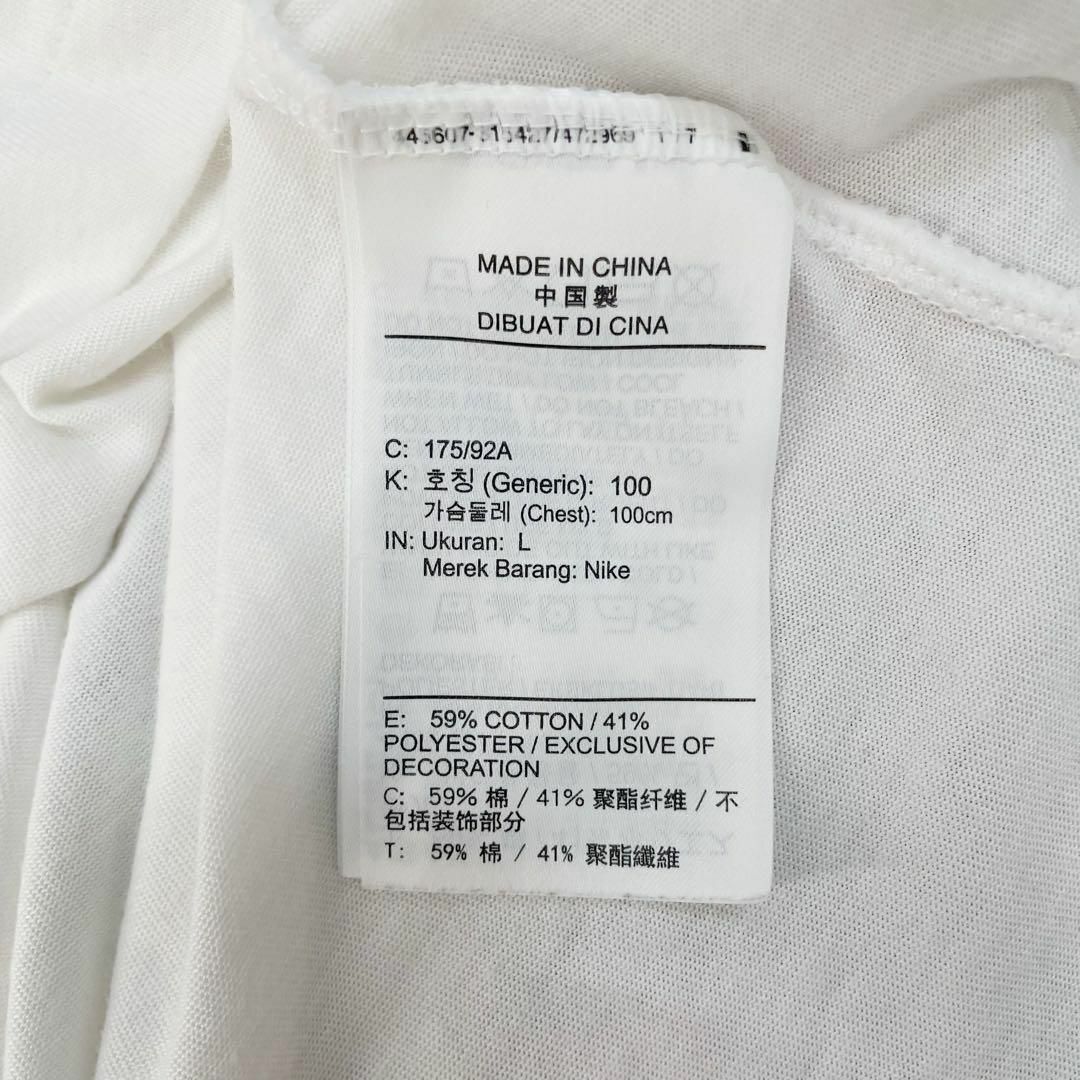 MADE IN CHINA
中国製
DIBUAT DI CINA
C: 175/92A
K: 호칭 (Generic): 100
가슴둘레 (Chest): 100cm
IN: Ukuran: L
Merek Barang: Nike
E: 59% COTTON / 41%
POLYESTER / EXCLUSIVE OF
DECORATION
C: 59% 棉 / 41% 聚酯纤维 / 不
包括装饰部分
T: 59% 棉 / 41% 聚酯纖維